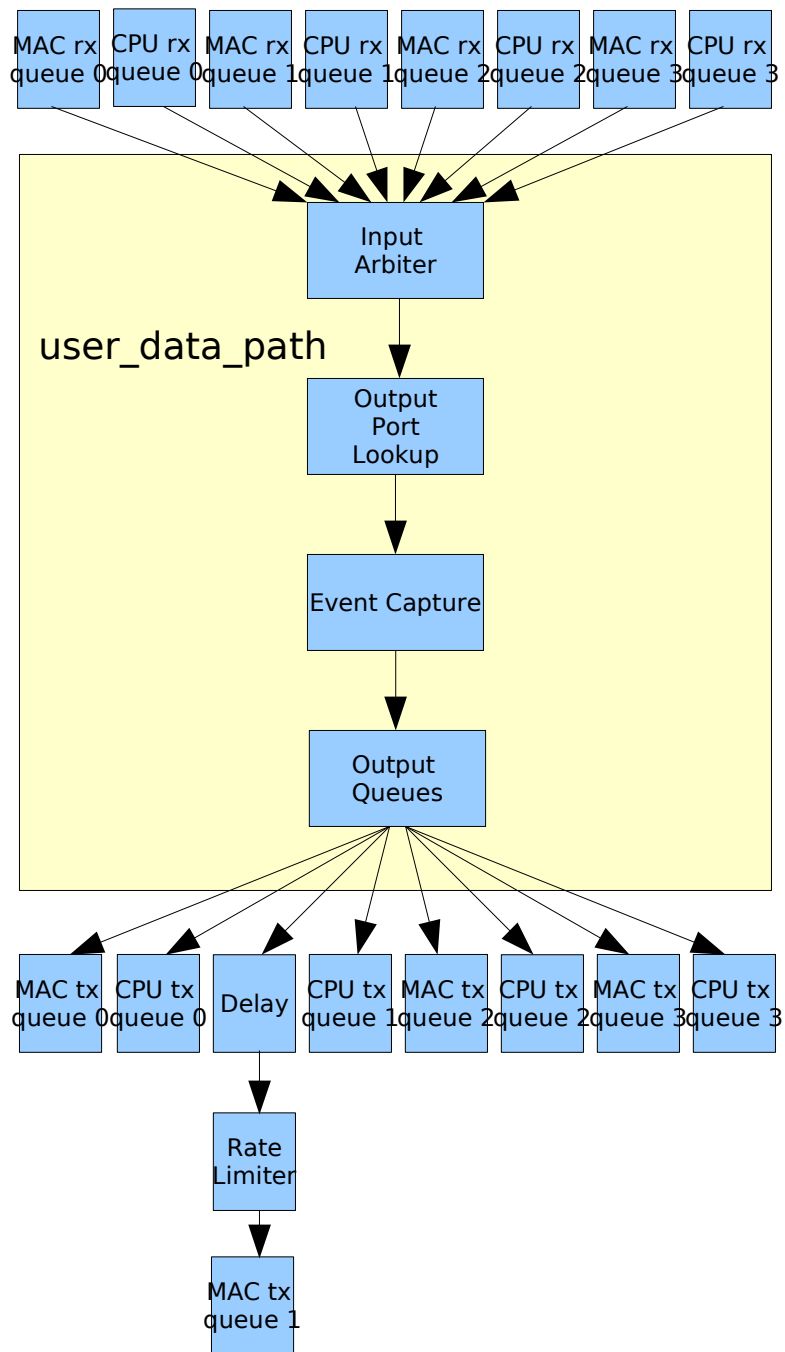 MAC rx
queue 0
CPU rx
queue 0
MAC rx
queue 1
CPU rx
queue 1
MAC rx
queue 2
CPU rx
queue 2
MAC rx
queue 3
CPU rx
queue 3
Input
Arbiter
user_data_path
Output
Port
Lookup
Event Capture
Output
Queues
MAC tx
queue 0
CPU tx
queue 0
Delay
CPU tx
queue 1
MAC tx
queue 2
CPU tx
queue 2
MAC tx
queue 3
CPU tx
queue 3
Rate
Limiter
MAC tx
queue 1